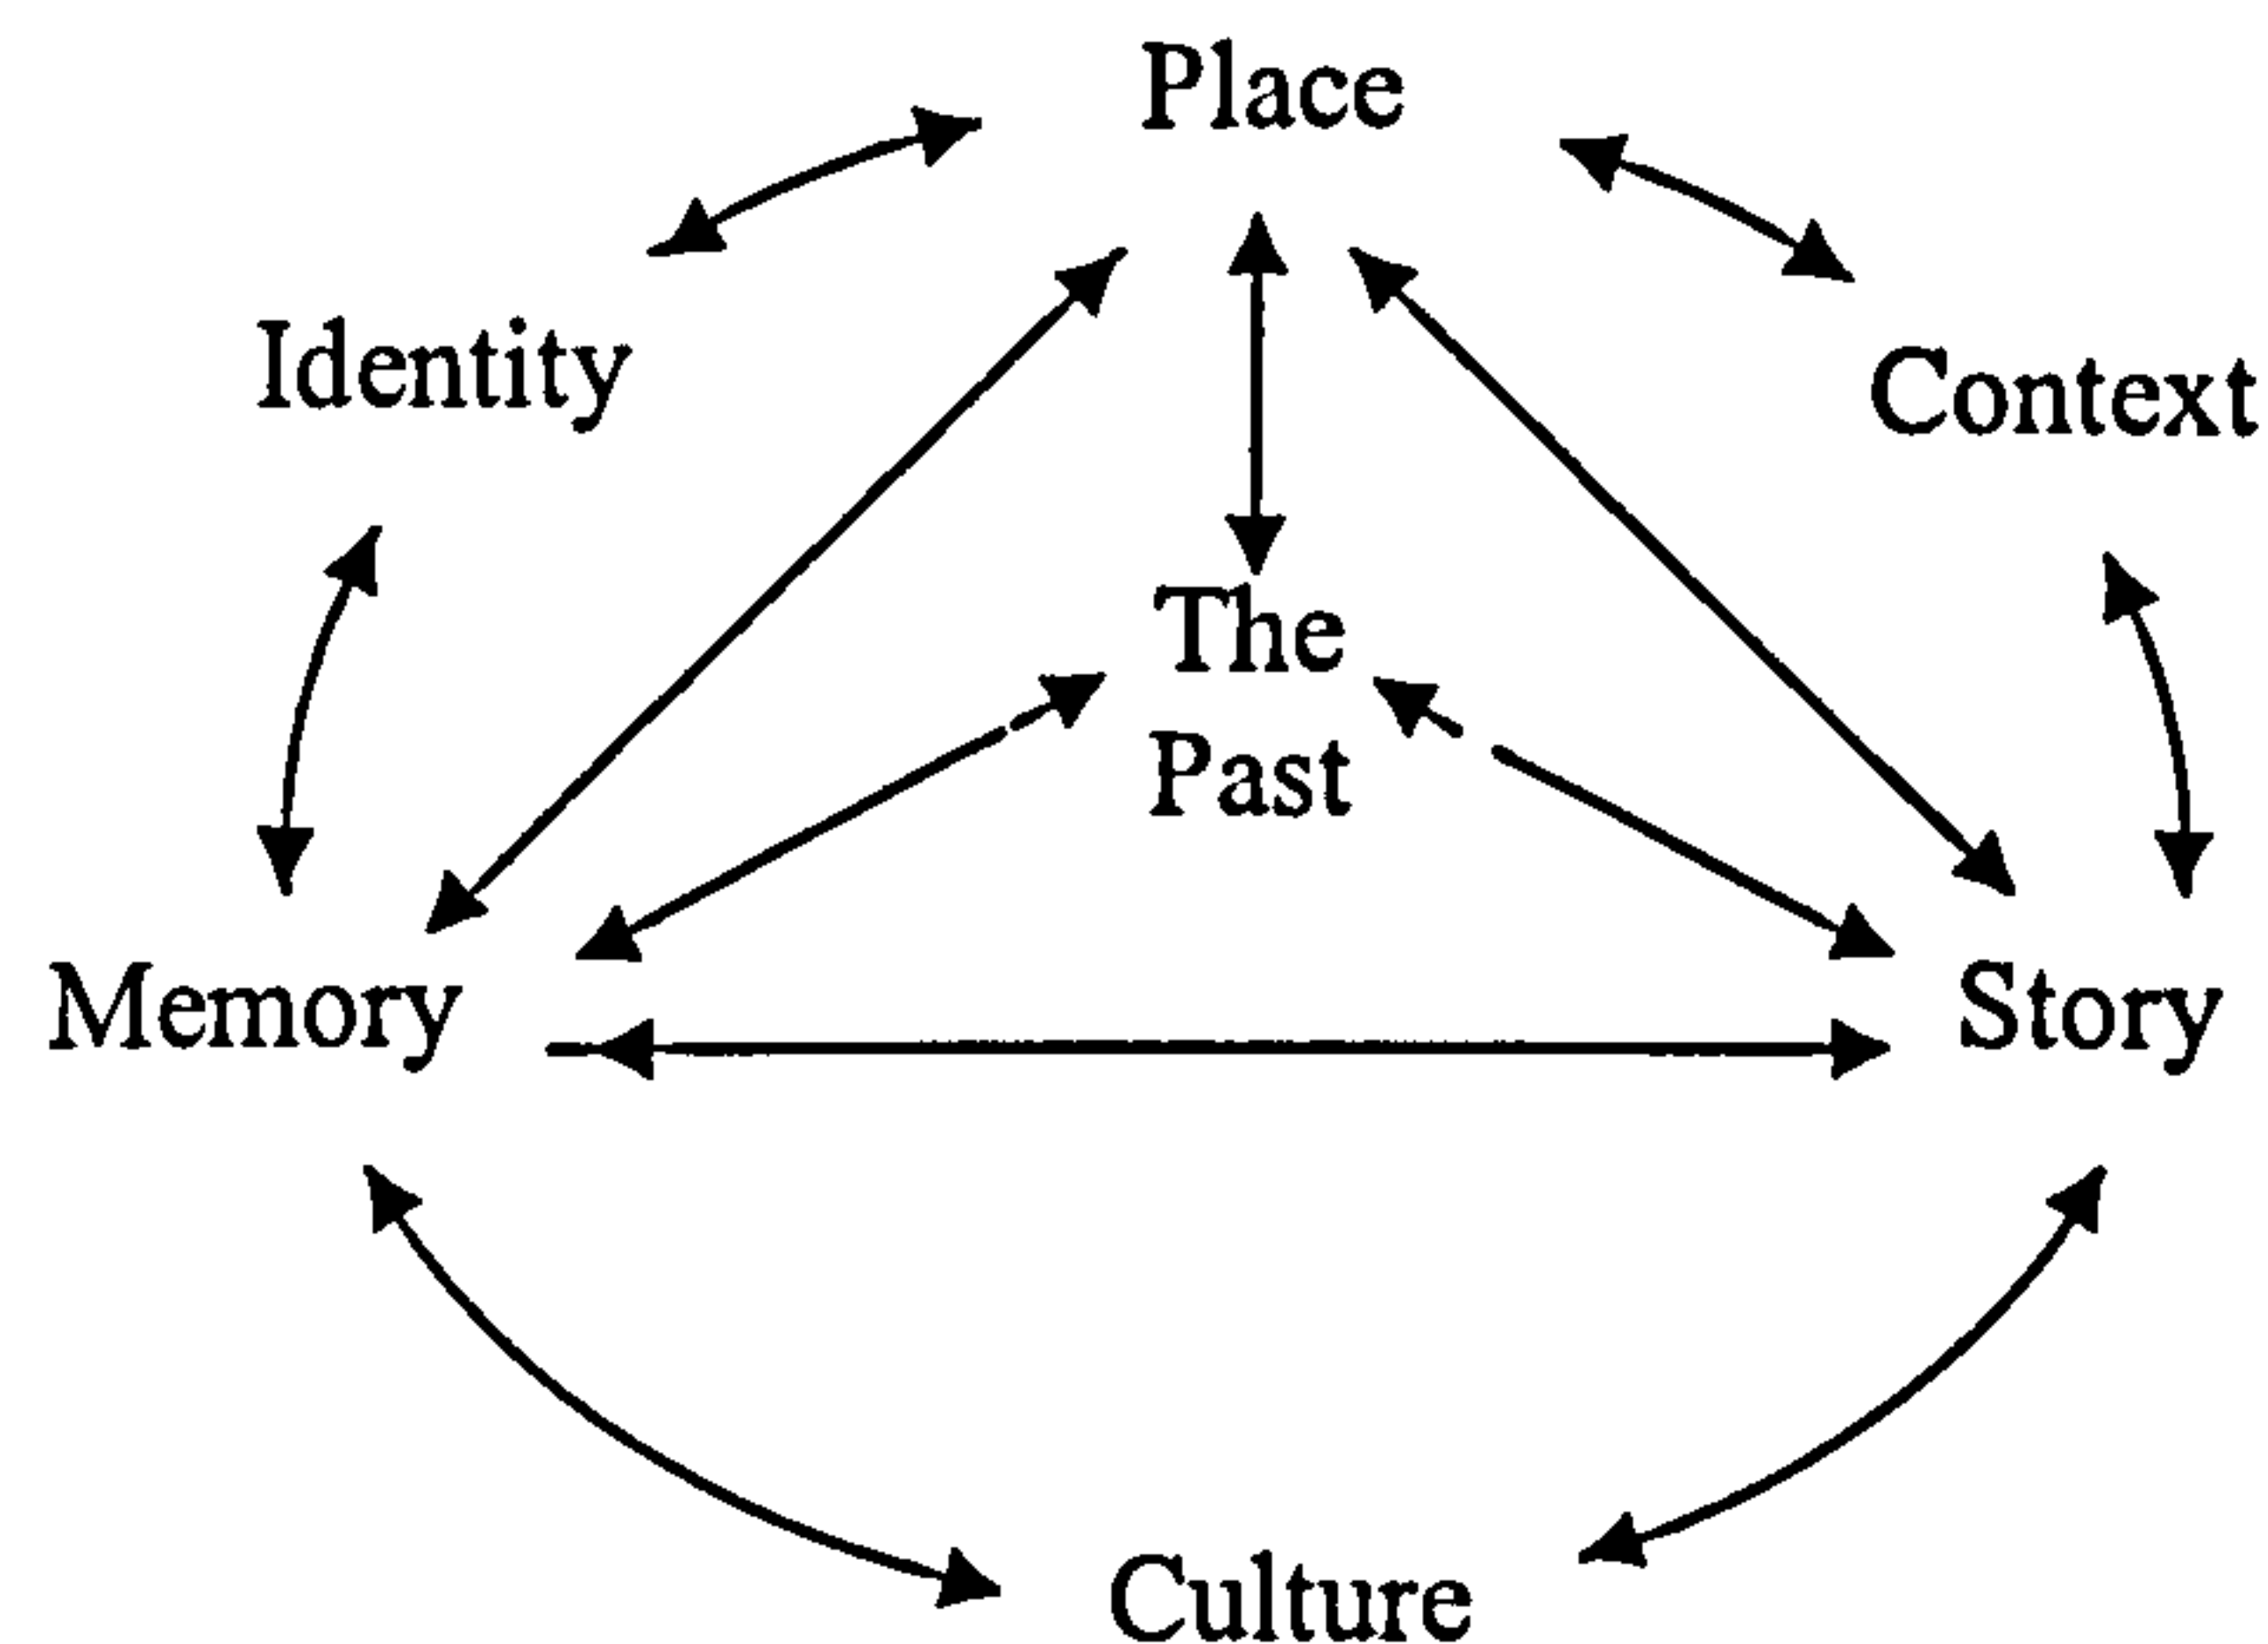 Place
Identity
Context
The
Past
Memory
Story
Culture